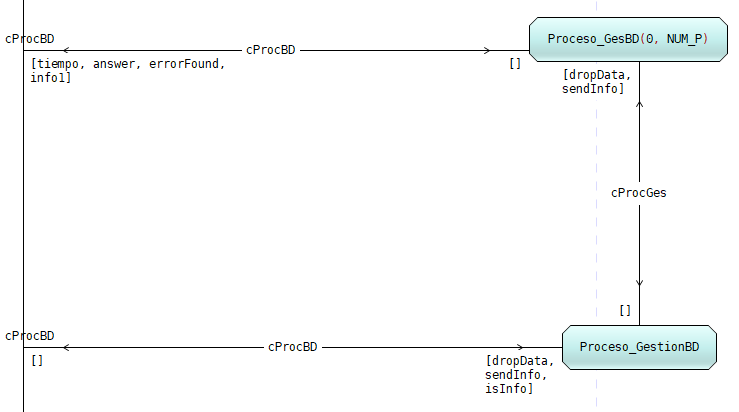 cProcBD
cProcBD
Proceso_GesBD(0, NUM_P)
[tiempo, answer, errorFound,
info1]
[]
[dropData,
sendInfo]
cProcGes
[]
cProcBD
cProcBD
Proceso_GestionBD
[]
[dropData,
sendInfo,
isInfo]